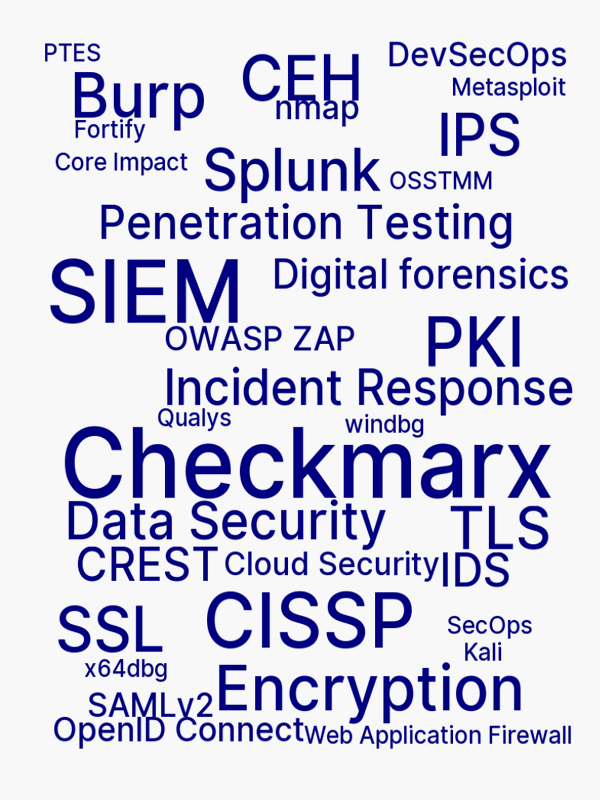 PTES
CEH
DevSecOps
Burp
Metasploit
nmap
Fortify
IPS
Core Impact
Splunk
OSSTMM
Penetration Testing
SIEM
Digital forensics
OWASP ZAP
PKI
Incident Response
Qualys
windbg
Checkmarx
Data Security
TLS
CREST
Cloud Security
IDS
SSL
CISSP
SecOps
Kali
x64dbg
Encryption
SAMLv2
OpenID Connect
Web Application Firewall